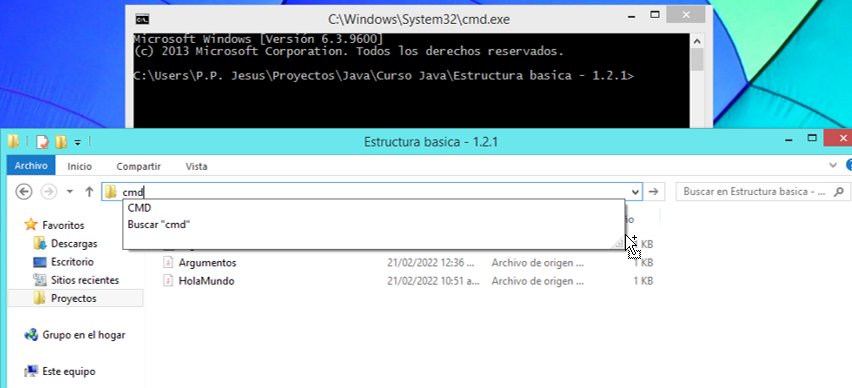 C:\Windows\System32\cmd.exe
Microsoft Windows [Versión 6.3.9600]
(c) 2013 Microsoft Corporation. Todos los derechos reservados.
C:\Users\P.P. Jesus\Proyectos\Java\Curso Java\Estructura basica - 1.2.1>
Estructura basica - 1.2.1
Archivo Inicio Compartir Vista
cmd Buscar en Estructura basica - ...
CMD
Buscar "cmd"
Favoritos
Descargas KB
Escritorio Argumentos 21/02/2022 12:36 ... Archivo de origen ... 1 KB
Sitios recientes HolaMundo 21/02/2022 10:51 a... Archivo de origen ... 1 KB
Proyectos
Grupo en el hogar
Este equipo